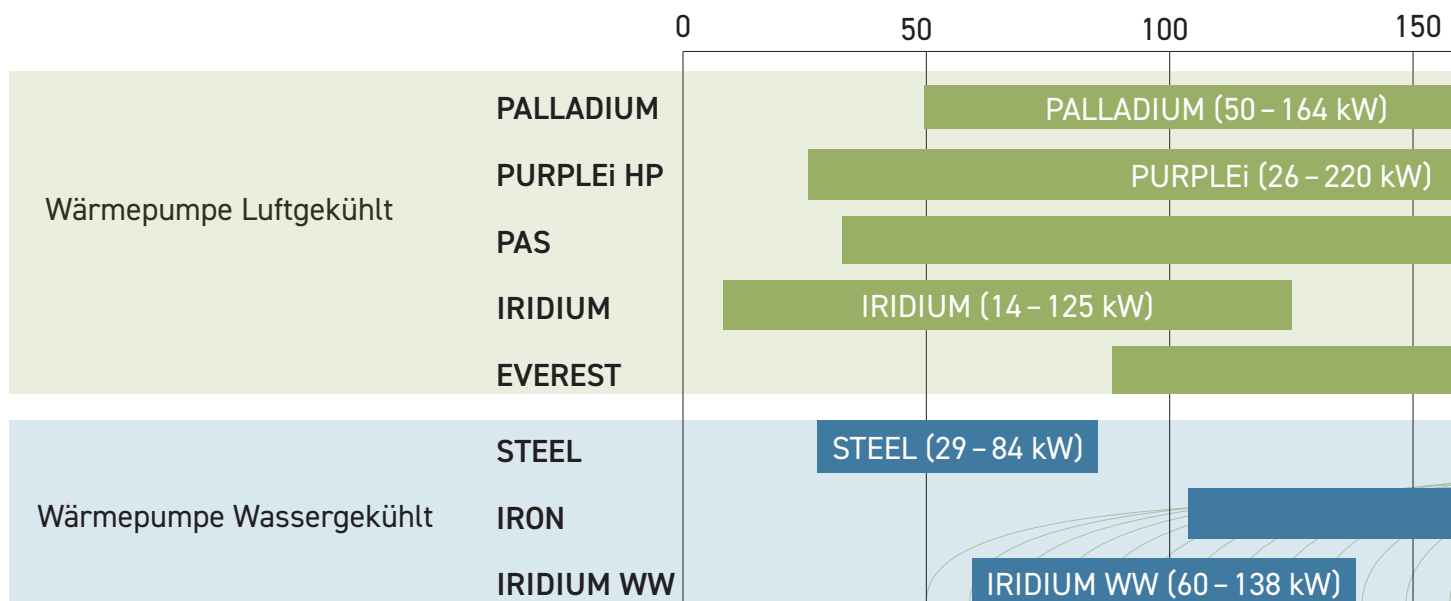 0 50 100 150
PALLADIUM PALLADIUM (50 – 164 kW)
PURPLEi HP PURPLEi (26 – 220 kW)
Wärmepumpe Luftgekühlt
PAS
IRIDIUM IRIDIUM (14 – 125 kW)
EVEREST
STEEL STEEL (29 – 84 kW)
Wärmepumpe Wassergekühlt IRON
IRIDIUM WW IRIDIUM WW (60 – 138 kW)